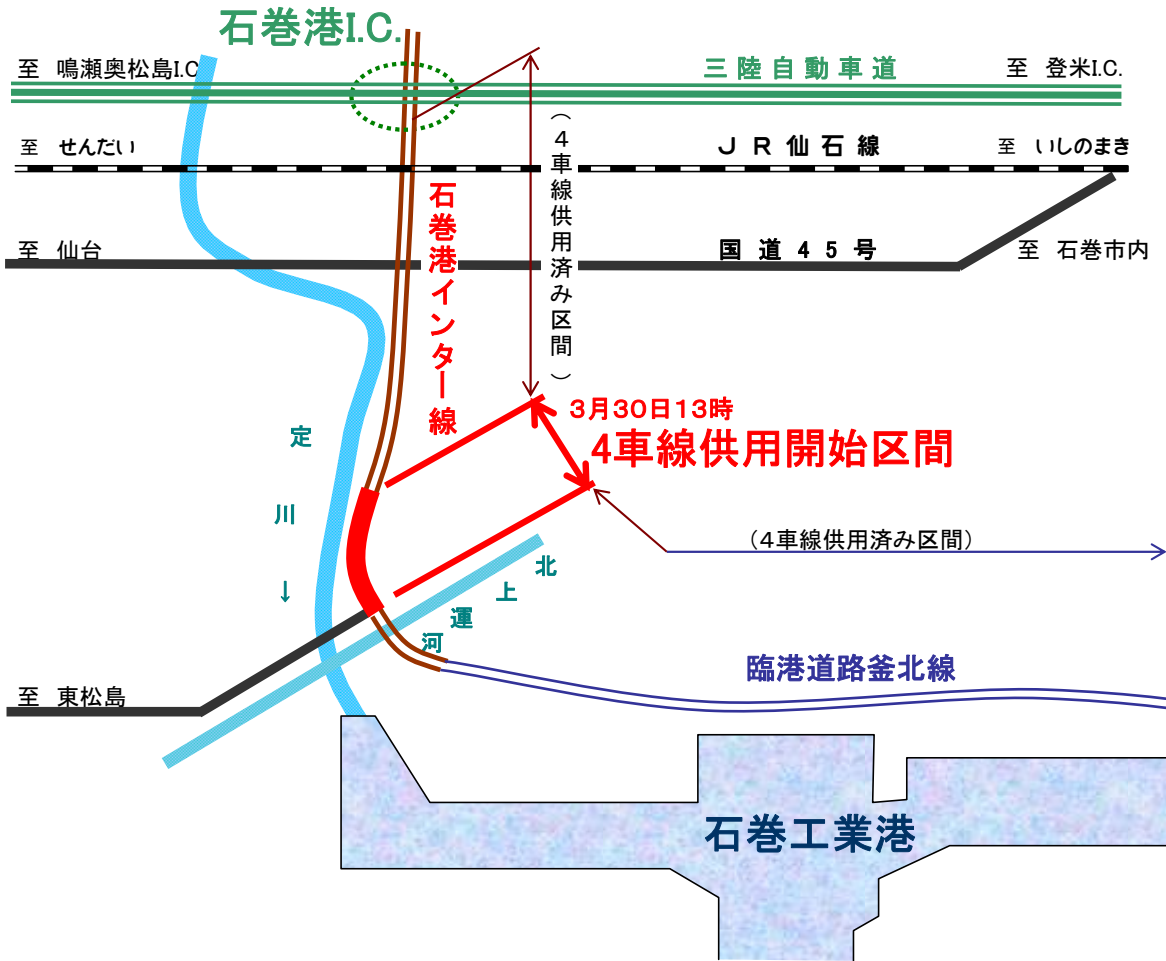 石巻港I.C.
至 鳴瀬奥松島I.C
三陸自動車道
至 登米I.C.
至 せんだい
JR仙石線
至 いしのまき
(4車線供用済み区間)
石巻港インター線
至 仙台
国道45号
至 石巻市内
3月30日13時
4車線供用開始区間
定川↓
(4車線供用済み区間)
北上運河
臨港道路釜北線
至 東松島
石巻工業港